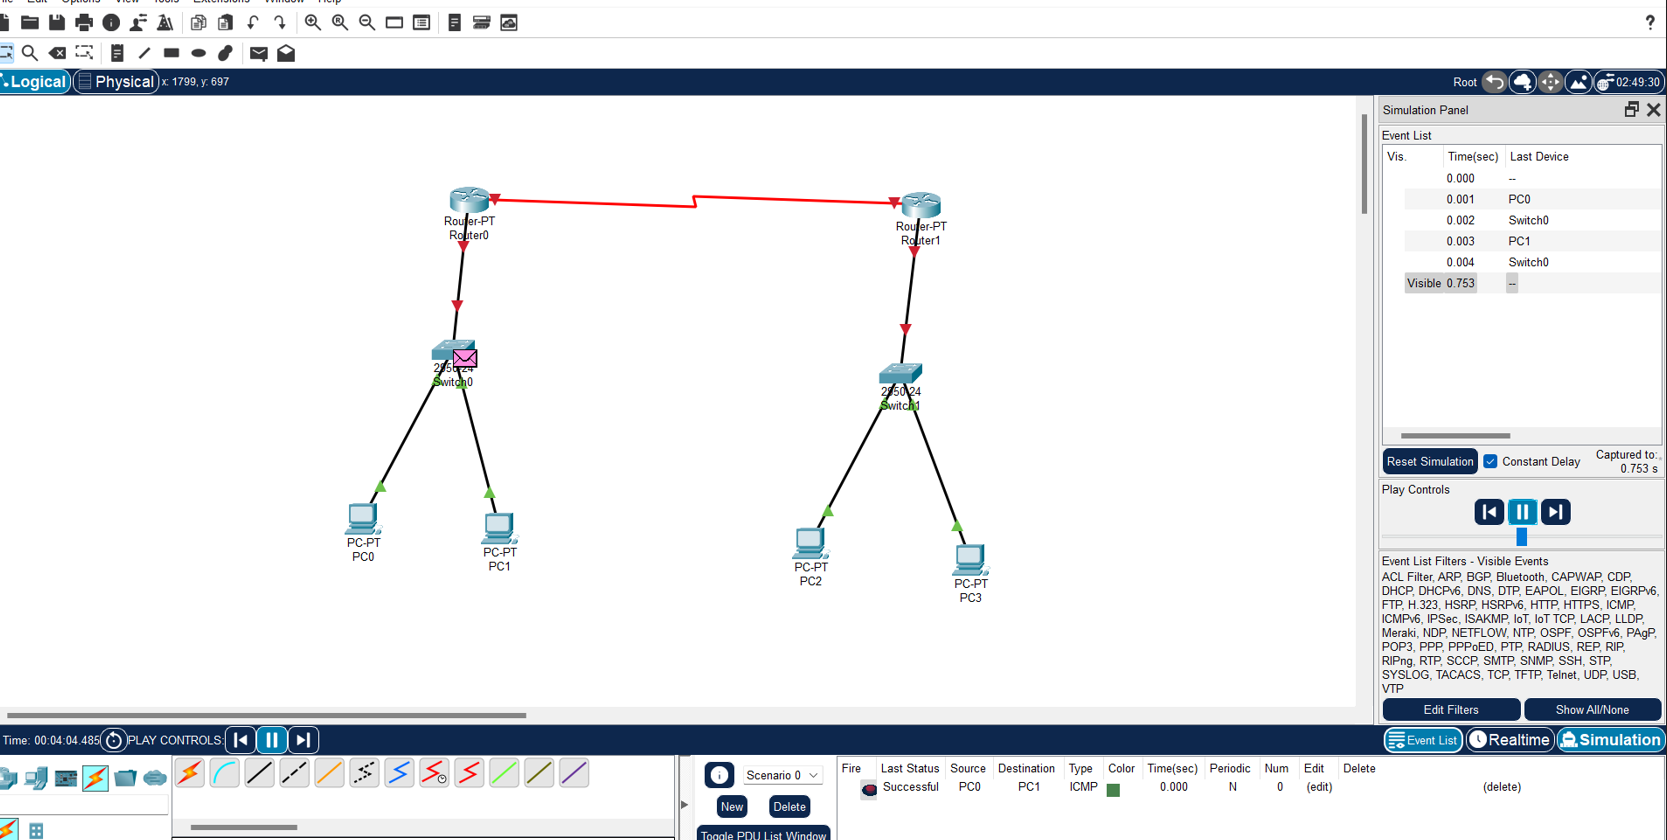 Edit Options View Tools Extensions Window Help
?
Logical Physical x: 1799, y: 697
Root 02:49:30
Router-PT
Router0
Router-PT
Router1
2950-24
Switch0
2950-24
Switch1
PC-PT
PC0
PC-PT
PC1
PC-PT
PC2
PC-PT
PC3
Simulation Panel
Event List
Vis. Time(sec) Last Device
0.000 --
0.001 PC0
0.002 Switch0
0.003 PC1
0.004 Switch0
Visible 0.753 --
Reset Simulation Constant Delay Captured to:
0.753 s
Play Controls
Event List Filters - Visible Events
ACL Filter, ARP, BGP, Bluetooth, CAPWAP, CDP,
DHCP, DHCPv6, DNS, DTP, EAPOL, EIGRP, EIGRPv6,
FTP, H.323, HSRP, HSRPv6, HTTP, HTTPS, ICMP,
ICMPv6, IPSec, ISAKMP, IoT, IoT TCP, LACP, LLDP,
Meraki, NDP, NETFLOW, NTP, OSPF, OSPFv6, PAgP,
POP3, PPP, PPPoED, PTP, RADIUS, REP, RIP,
RIPng, RTP, SCCP, SMTP, SNMP, SSH, STP,
SYSLOG, TACACS, TCP, TFTP, Telnet, UDP, USB,
VTP
Edit Filters Show All/None
Time: 00:04:04.485 PLAY CONTROLS:
Event List Realtime Simulation
Scenario 0
New Delete
Toggle PDU List Window
Fire Last Status Source Destination Type Color Time(sec) Periodic Num Edit Delete
Successful PC0 PC1 ICMP 0.000 N 0 (edit) (delete)